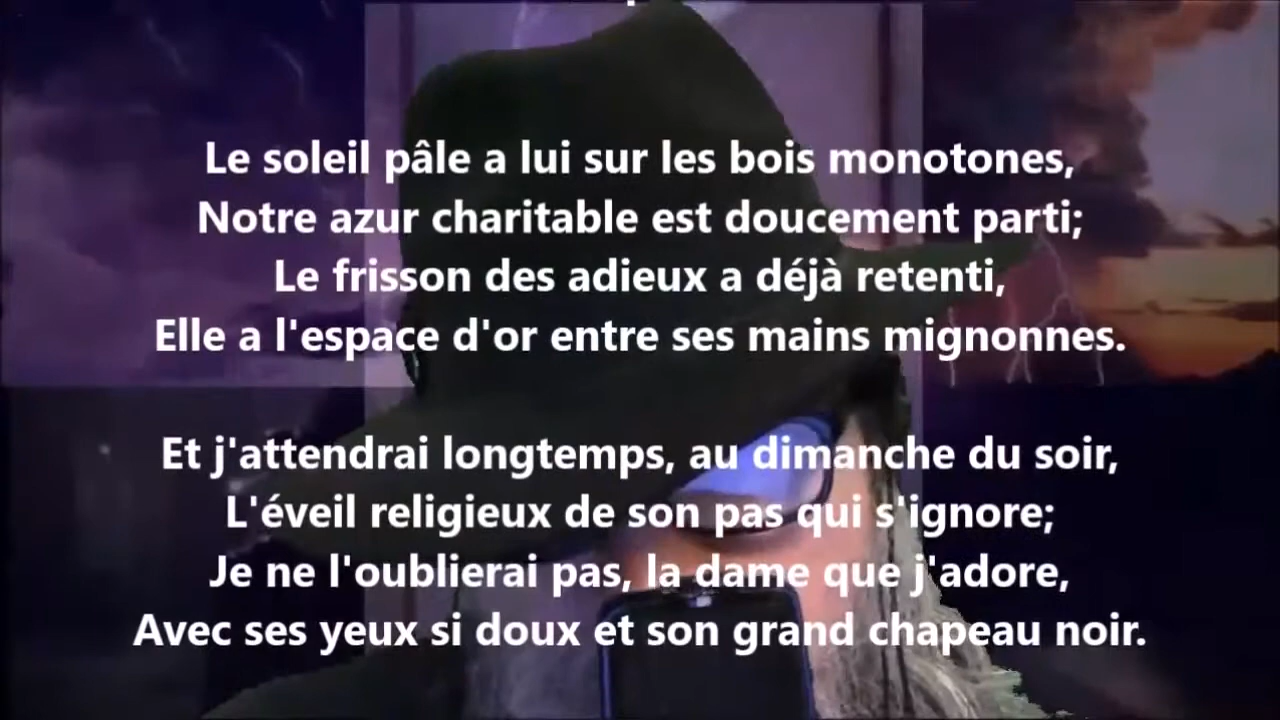 Le soleil pâle a lui sur les bois monotones,
Notre azur charitable est doucement parti;
Le frisson des adieux a déjà retenti,
Elle a l'espace d'or entre ses mains mignonnes.
Et j'attendrai longtemps, au dimanche du soir,
L'éveil religieux de son pas qui s'ignore;
Je ne l'oublierai pas, la dame que j'adore,
Avec ses yeux si doux et son grand chapeau noir.